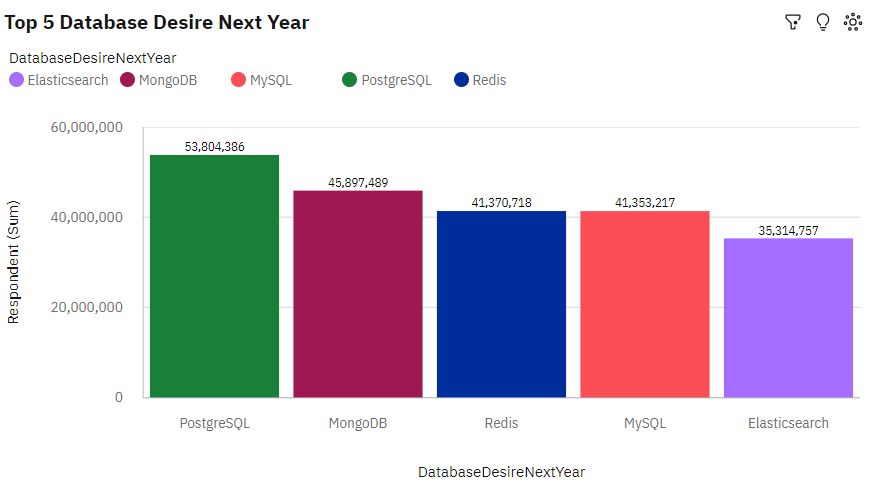 Top 5 Database Desire Next Year
DatabaseDesireNextYear
Elasticsearch MongoDB MySQL PostgreSQL Redis
Respondent (Sum)
60,000,000
40,000,000
20,000,000
0
53,804,386
45,897,489
41,370,718
41,353,217
35,314,757
PostgreSQL MongoDB Redis MySQL Elasticsearch
DatabaseDesireNextYear